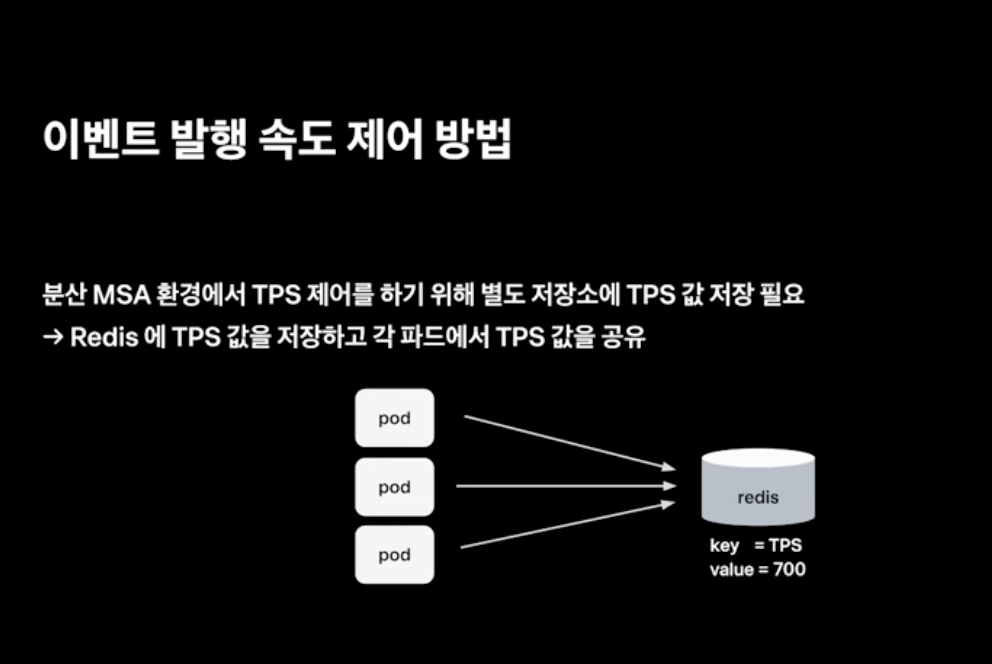 이벤트 발행 속도 제어 방법
분산 MSA 환경에서 TPS 제어를 하기 위해 별도 저장소에 TPS 값 저장 필요
→ Redis 에 TPS 값을 저장하고 각 파드에서 TPS 값을 공유
pod
pod
pod
redis
key = TPS
value = 700